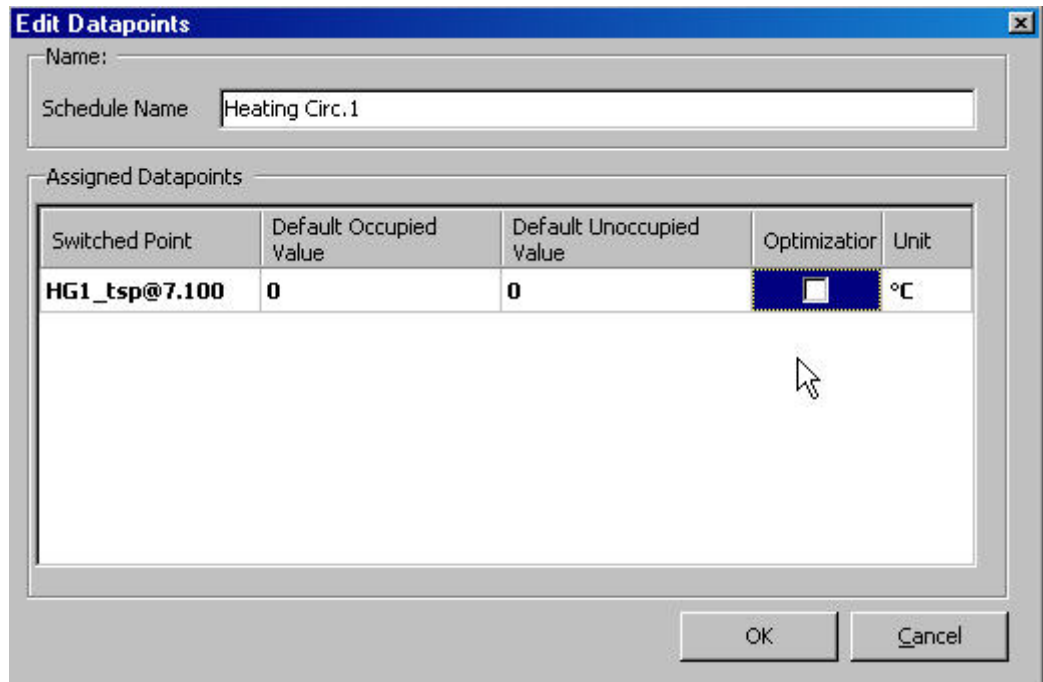 Edit Datapoints
Name:
Schedule Name Heating Circ.1
Assigned Datapoints
Switched Point Default Occupied Value Default Unoccupied Value Optimization Unit
HG1_tsp@7.100 0 0 °C
OK Cancel